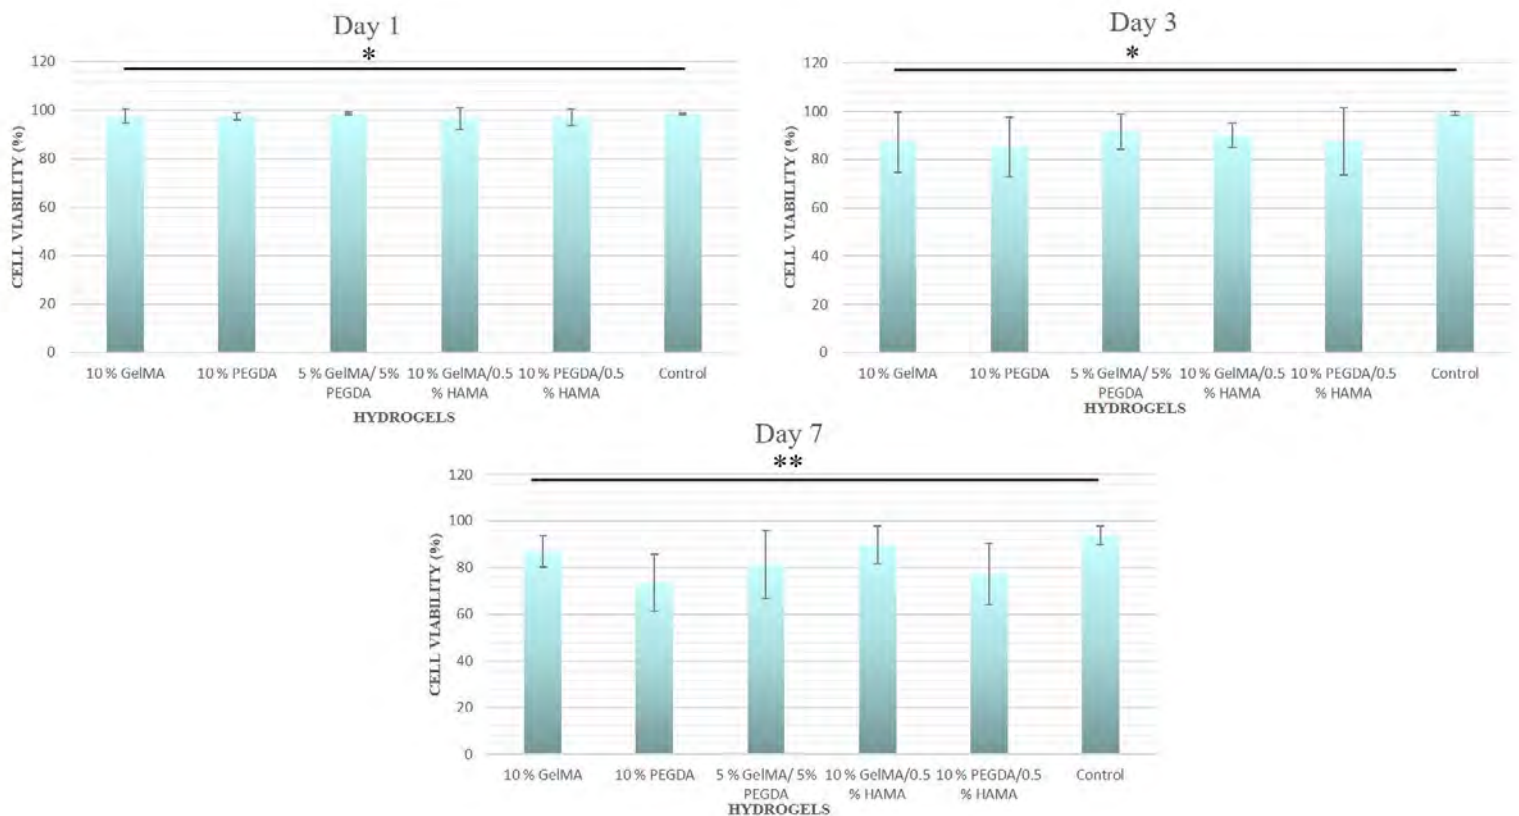 Day 1
*
120
100
80
60
40
20
0
CELL VIABILITY (%)
10 % GelMA 10 % PEGDA 5 % GelMA/ 5% 10 % GelMA/0.5 10 % PEGDA/0.5 Control
PEGDA % HAMA % HAMA
HYDROGELS
Day 3
*
120
100
80
60
40
20
0
CELL VIABILITY (%)
10 % GelMA 10 % PEGDA 5 % GelMA/ 5% 10 % GelMA/0.5 10 % PEGDA/0.5 Control
PEGDA % HAMA % HAMA
HYDROGELS
Day 7
**
120
100
80
60
40
20
0
CELL VIABILITY (%)
10 % GelMA 10 % PEGDA 5 % GelMA/ 5% 10 % GelMA/0.5 10 % PEGDA/0.5 Control
PEGDA % HAMA % HAMA
HYDROGELS